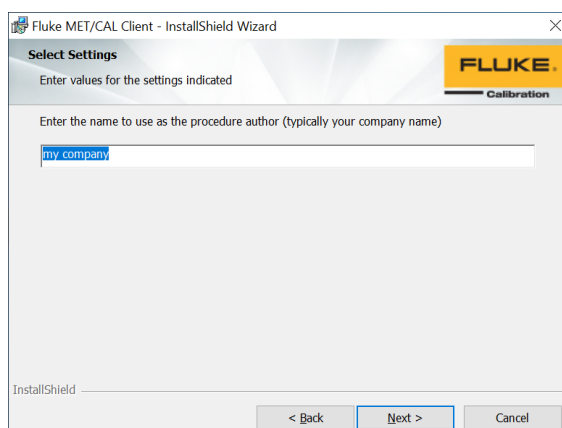 Fluke MET/CAL Client - InstallShield Wizard
Select Settings
Enter values for the settings indicated
FLUKE.
Calibration
Enter the name to use as the procedure author (typically your company name)
my company
InstallShield
< Back Next > Cancel